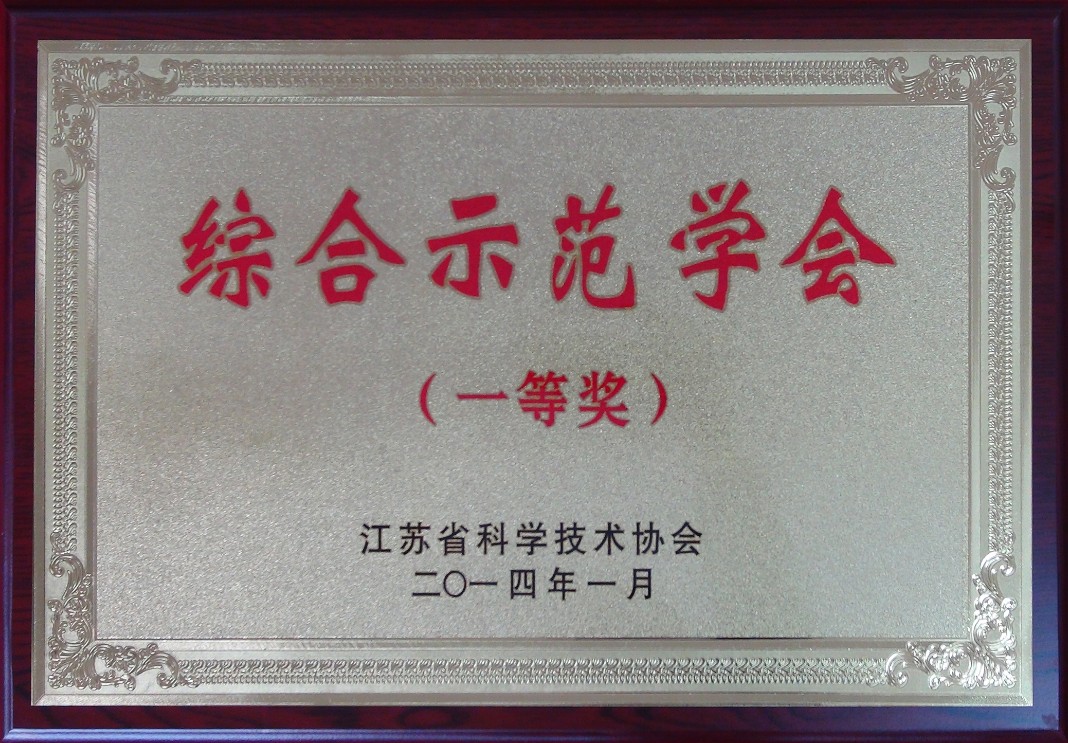 综合示范学会
（一等奖）
江苏省科学技术协会
二〇一四年一月